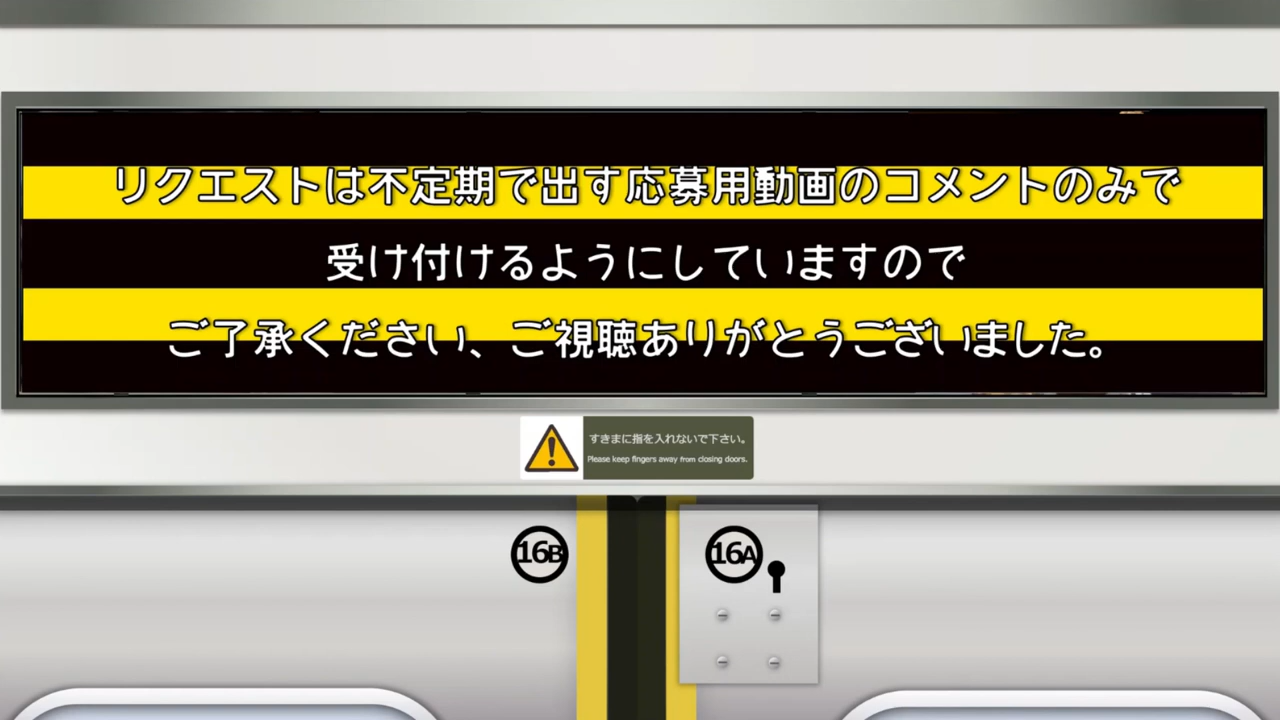 リクエストは不定期で出す応募用動画のコメントのみで
受け付けるようにしていますので
ご了承ください、ご視聴ありがとうございました。
すきまに指を入れないで下さい。
Please keep fingers away from closing doors.
16B
16A